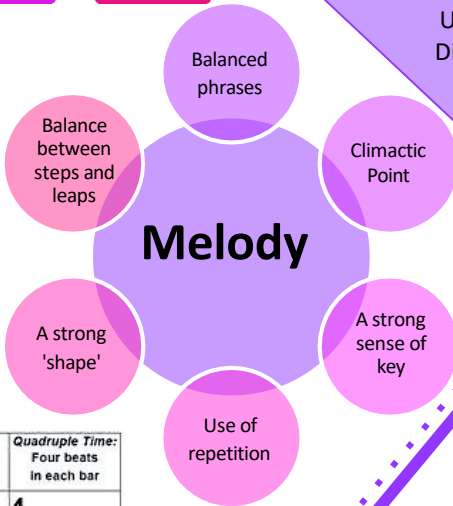 U
Di
Balanced
phrases
Balance
between
steps and
leaps
Climactic
Point
Melody
A strong
'shape'
A strong
sense of
key
Use of
repetition
Quadruple Time:
Four beats
in each bar
4